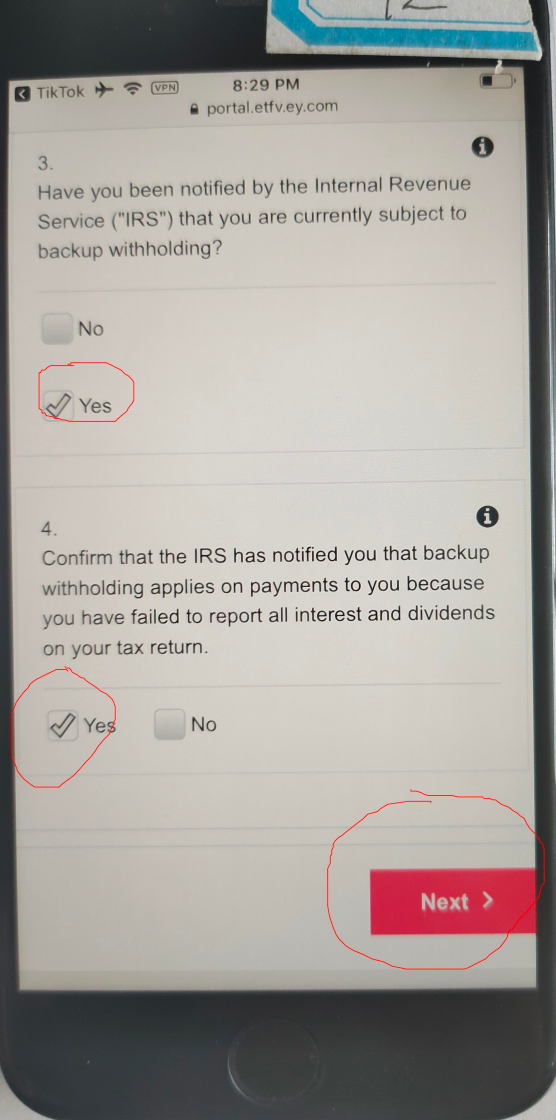 TikTok VPN 8:29 PM
portal.etfv.ey.com
3.
Have you been notified by the Internal Revenue
Service ("IRS") that you are currently subject to
backup withholding?
No
Yes
4.
Confirm that the IRS has notified you that backup
withholding applies on payments to you because
you have failed to report all interest and dividends
on your tax return.
Yes No
Next